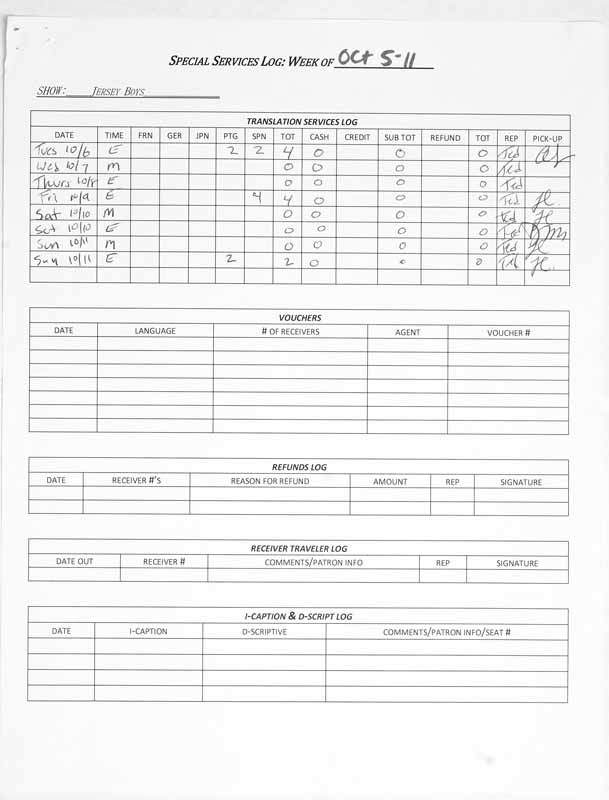 SPECIAL SERVICES LOG: WEEK OF Oct 5-11
SHOW: JERSEY BOYS
TRANSLATION SERVICES LOG
DATE TIME FRN GER JPN PTG SPN TOT CASH CREDIT SUB TOT REFUND TOT REP PICK-UP
Tues 10/6 E 2 2 4 0 0 0 Ted
Wed 10/7 M 0 0 0 0 Ted
Thurs 10/8 E 0 0 0 0 Ted
Fri 10/9 E 4 4 0 0 0 Ted JC.
Sat 10/10 M 0 0 0 0 Ted JC
Sat 10/10 E 0 0 0 0 Ted
Sun 10/11 M 0 0 0 0 Ted JC
Sun 10/11 E 2 2 0 0 0 Ted JC.
VOUCHERS
DATE LANGUAGE # OF RECEIVERS AGENT VOUCHER #
REFUNDS LOG
DATE RECEIVER #'S REASON FOR REFUND AMOUNT REP SIGNATURE
RECEIVER TRAVELER LOG
DATE OUT RECEIVER # COMMENTS/PATRON INFO REP SIGNATURE
I-CAPTION & D-SCRIPT LOG
DATE I-CAPTION D-SCRIPTIVE COMMENTS/PATRON INFO/SEAT #